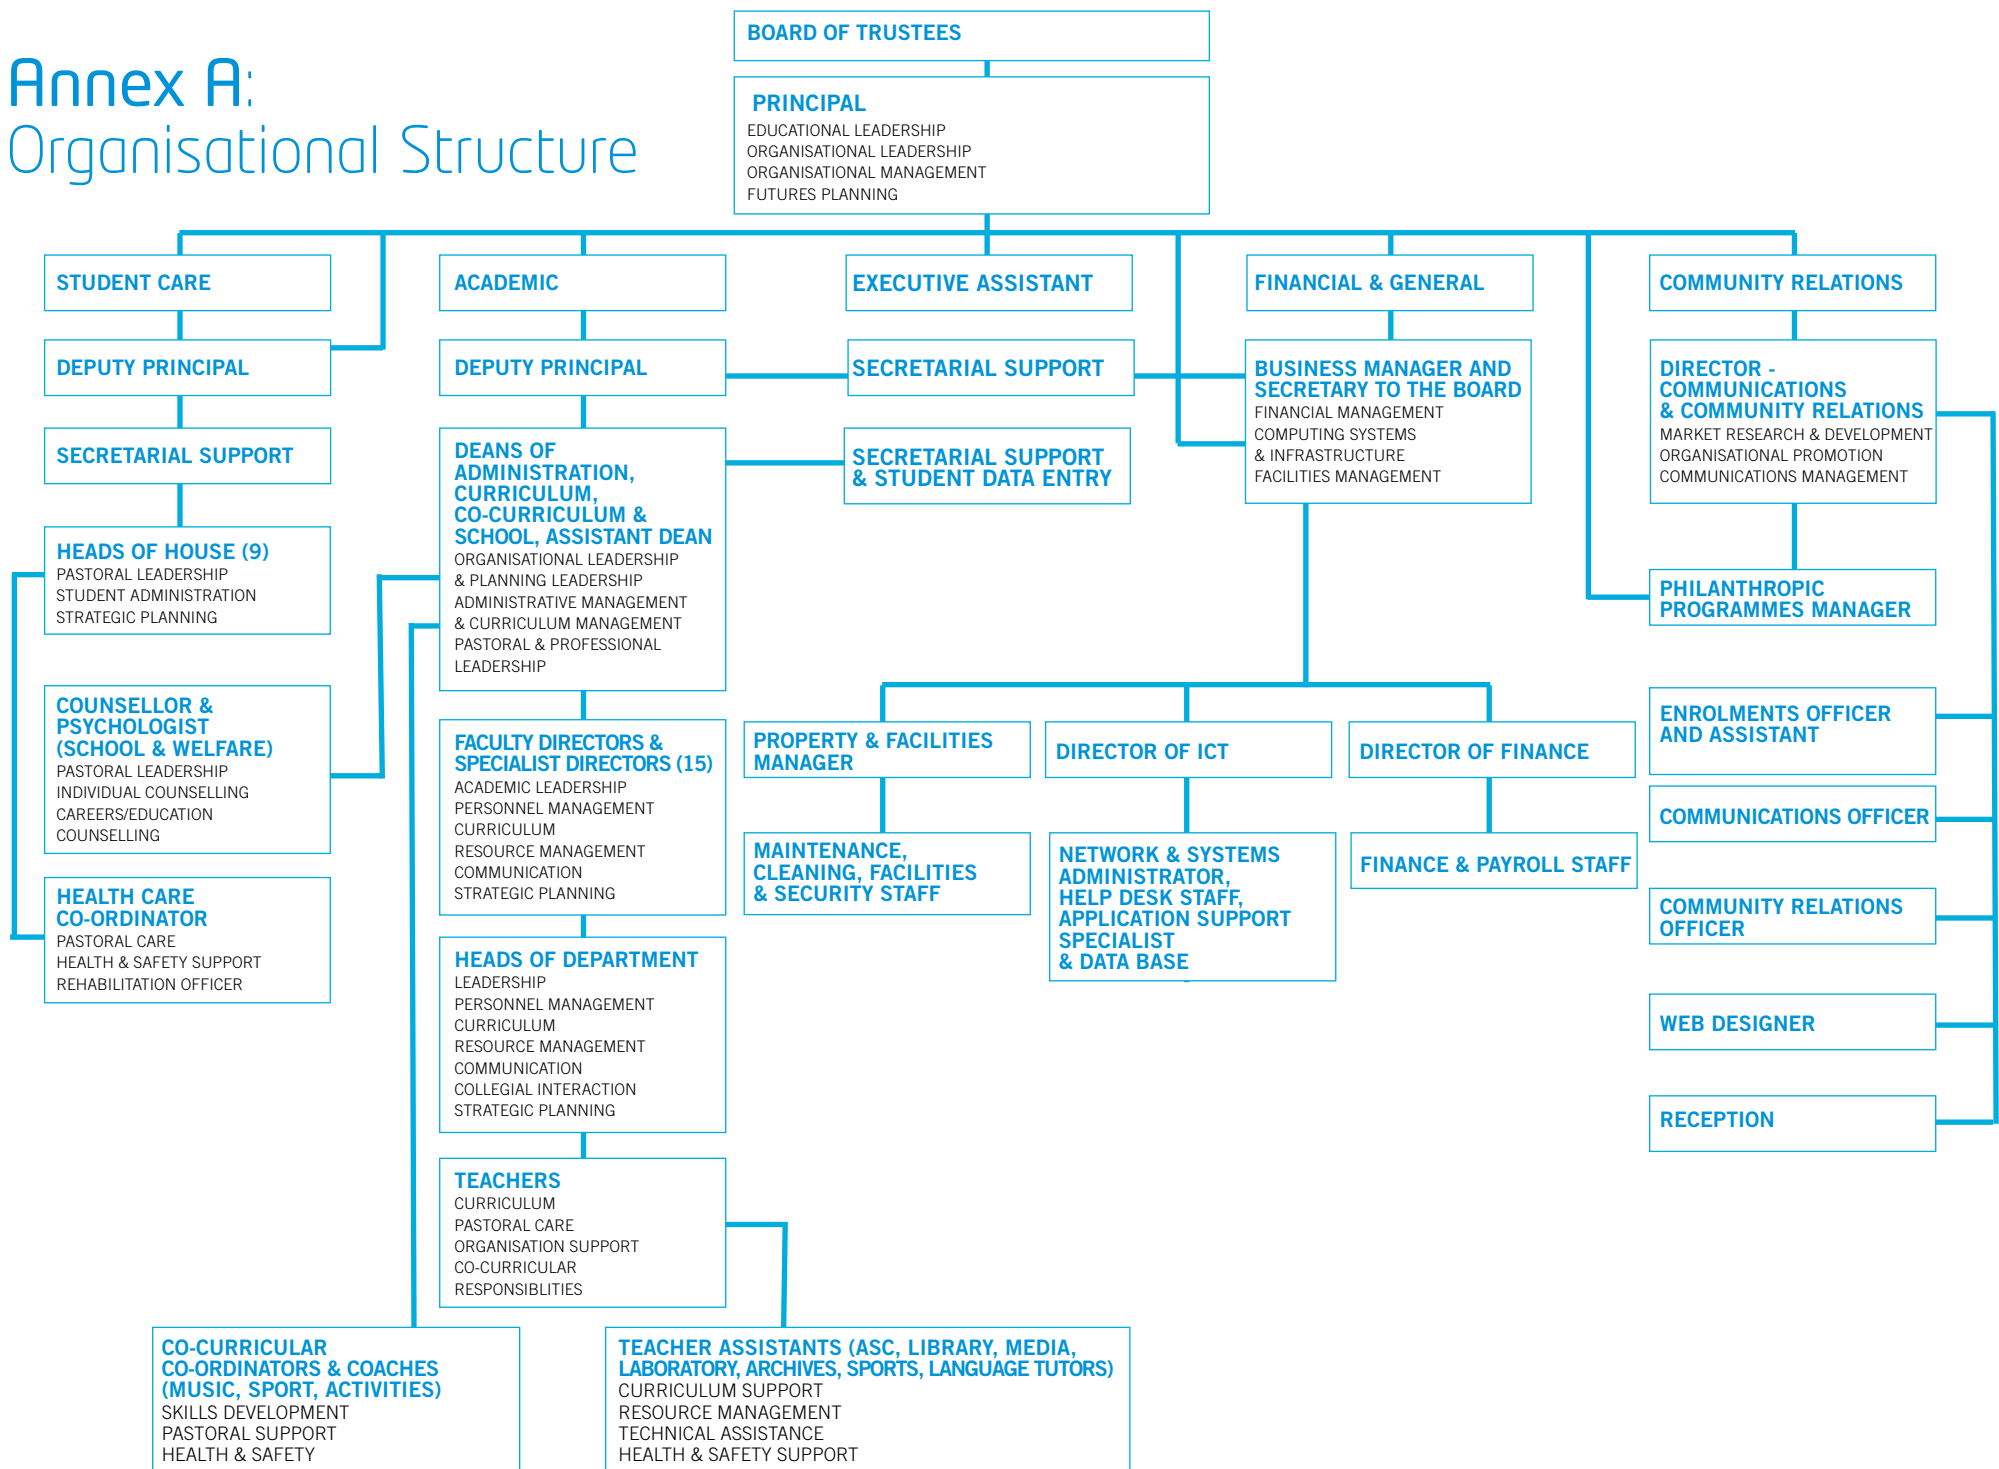 Annex A:
Organisational Structure
BOARD OF TRUSTEES
PRINCIPAL
EDUCATIONAL LEADERSHIP
ORGANISATIONAL LEADERSHIP
ORGANISATIONAL MANAGEMENT
FUTURES PLANNING
STUDENT CARE
DEPUTY PRINCIPAL
SECRETARIAL SUPPORT
HEADS OF HOUSE (9)
PASTORAL LEADERSHIP
STUDENT ADMINISTRATION
STRATEGIC PLANNING
COUNSELLOR &
PSYCHOLOGIST
(SCHOOL & WELFARE)
PASTORAL LEADERSHIP
INDIVIDUAL COUNSELLING
CAREERS/EDUCATION
COUNSELLING
HEALTH CARE
CO-ORDINATOR
PASTORAL CARE
HEALTH & SAFETY SUPPORT
REHABILITATION OFFICER
ACADEMIC
DEPUTY PRINCIPAL
DEANS OF
ADMINISTRATION,
CURRICULUM,
CO-CURRICULUM &
SCHOOL, ASSISTANT DEAN
ORGANISATIONAL LEADERSHIP
& PLANNING LEADERSHIP
ADMINISTRATIVE MANAGEMENT
& CURRICULUM MANAGEMENT
PASTORAL & PROFESSIONAL
LEADERSHIP
FACULTY DIRECTORS &
SPECIALIST DIRECTORS (15)
ACADEMIC LEADERSHIP
PERSONNEL MANAGEMENT
CURRICULUM
RESOURCE MANAGEMENT
COMMUNICATION
STRATEGIC PLANNING
HEADS OF DEPARTMENT
LEADERSHIP
PERSONNEL MANAGEMENT
CURRICULUM
RESOURCE MANAGEMENT
COMMUNICATION
COLLEGIAL INTERACTION
STRATEGIC PLANNING
TEACHERS
CURRICULUM
PASTORAL CARE
ORGANISATION SUPPORT
CO-CURRICULAR
RESPONSIBLITIES
CO-CURRICULAR
CO-ORDINATORS & COACHES
(MUSIC, SPORT, ACTIVITIES)
SKILLS DEVELOPMENT
PASTORAL SUPPORT
HEALTH & SAFETY
TEACHER ASSISTANTS (ASC, LIBRARY, MEDIA,
LABORATORY, ARCHIVES, SPORTS, LANGUAGE TUTORS)
CURRICULUM SUPPORT
RESOURCE MANAGEMENT
TECHNICAL ASSISTANCE
HEALTH & SAFETY SUPPORT
EXECUTIVE ASSISTANT
SECRETARIAL SUPPORT
SECRETARIAL SUPPORT
& STUDENT DATA ENTRY
FINANCIAL & GENERAL
BUSINESS MANAGER AND
SECRETARY TO THE BOARD
FINANCIAL MANAGEMENT
COMPUTING SYSTEMS
& INFRASTRUCTURE
FACILITIES MANAGEMENT
PROPERTY & FACILITIES
MANAGER
MAINTENANCE,
CLEANING, FACILITIES
& SECURITY STAFF
DIRECTOR OF ICT
NETWORK & SYSTEMS
ADMINISTRATOR,
HELP DESK STAFF,
APPLICATION SUPPORT
SPECIALIST
& DATA BASE
DIRECTOR OF FINANCE
FINANCE & PAYROLL STAFF
COMMUNITY RELATIONS
DIRECTOR -
COMMUNICATIONS
& COMMUNITY RELATIONS
MARKET RESEARCH & DEVELOPMENT
ORGANISATIONAL PROMOTION
COMMUNICATIONS MANAGEMENT
PHILANTHROPIC
PROGRAMMES MANAGER
ENROLMENTS OFFICER
AND ASSISTANT
COMMUNICATIONS OFFICER
COMMUNITY RELATIONS
OFFICER
WEB DESIGNER
RECEPTION